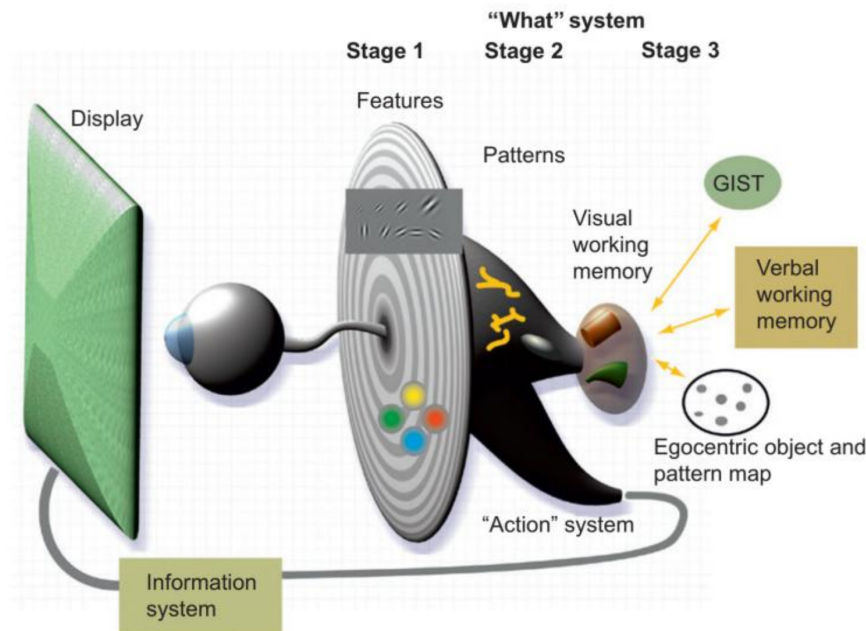 “What” system
Stage 1 Stage 2 Stage 3
Features
Display
Patterns
GIST
Visual
working
memory
Verbal
working
memory
Egocentric object and
pattern map
“Action” system
Information
system